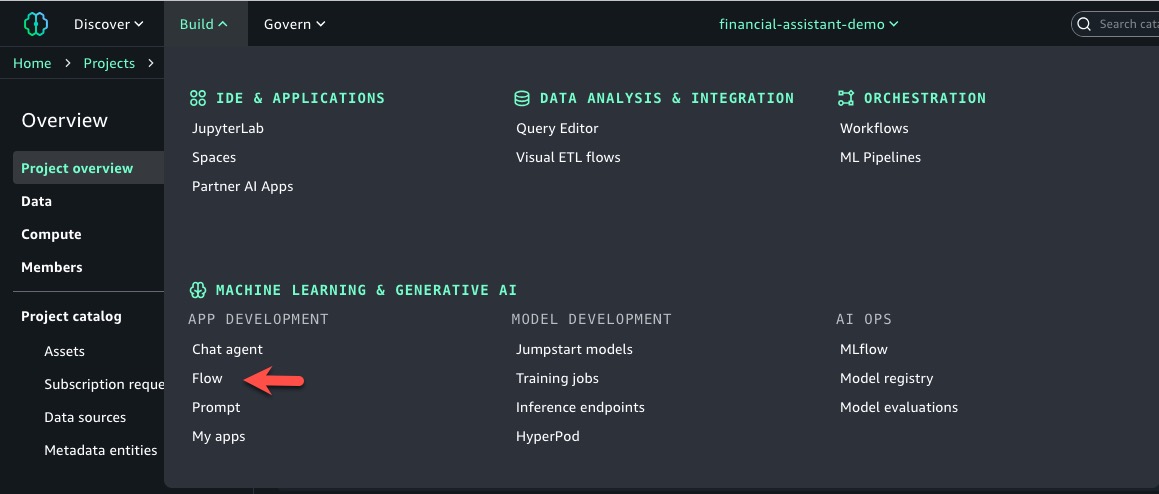 Discover
Build
Govern
financial-assistant-demo
Search cata
Home > Projects >
Overview
Project overview
Data
Compute
Members
Project catalog
Assets
Subscription reque
Data sources
Metadata entities
IDE & APPLICATIONS
JupyterLab
Spaces
Partner AI Apps
DATA ANALYSIS & INTEGRATION
Query Editor
Visual ETL flows
ORCHESTRATION
Workflows
ML Pipelines
MACHINE LEARNING & GENERATIVE AI
APP DEVELOPMENT
Chat agent
Flow
Prompt
My apps
MODEL DEVELOPMENT
Jumpstart models
Training jobs
Inference endpoints
HyperPod
AI OPS
MLflow
Model registry
Model evaluations